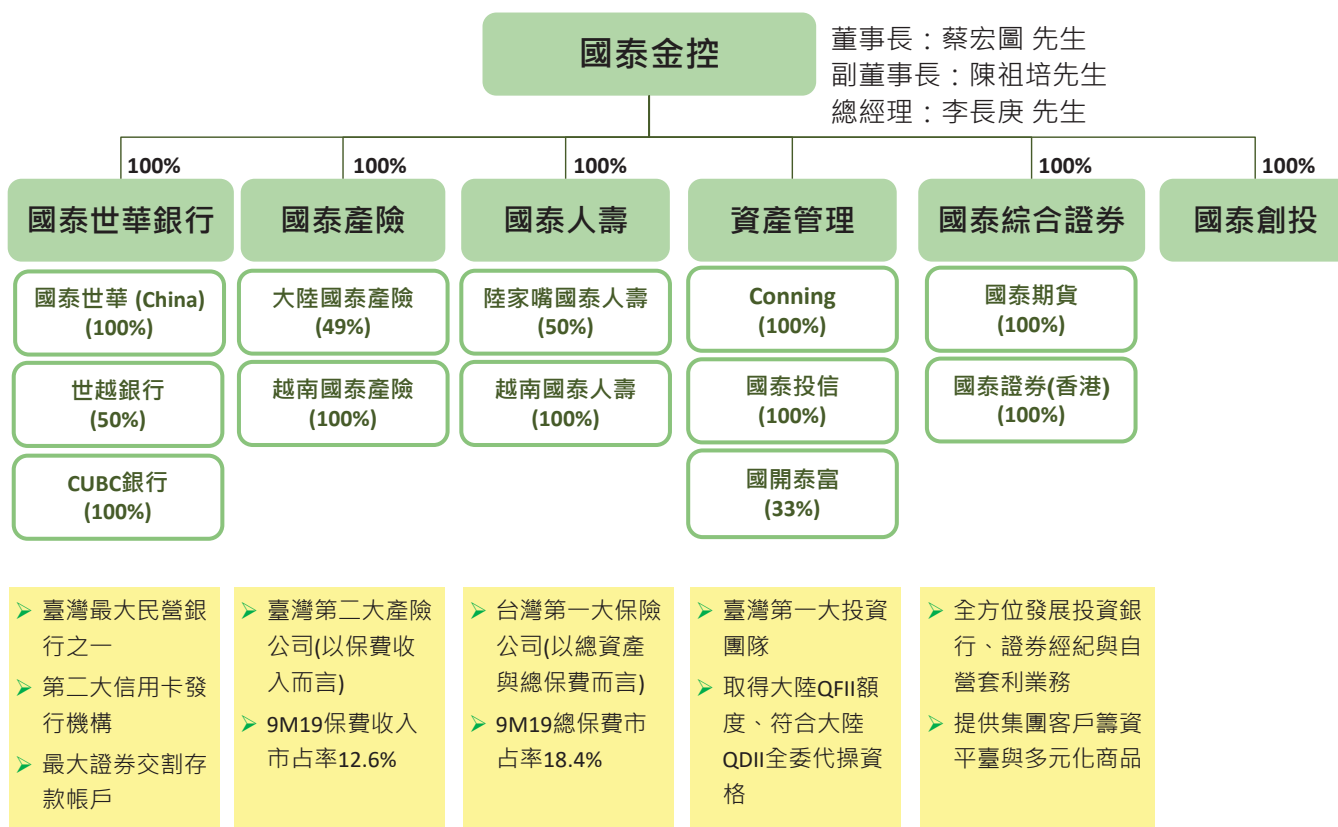 國泰金控
董事長：蔡宏圖 先生
副董事長：陳祖培先生
總經理：李長庚 先生
100%
100%
100%
100%
100%
國泰世華銀行
國泰產險
國泰人壽
資產管理
國泰綜合證券
國泰創投
國泰世華 (China)
(100%)
世越銀行
(50%)
CUBC銀行
(100%)
大陸國泰產險
(49%)
越南國泰產險
(100%)
陸家嘴國泰人壽
(50%)
越南國泰人壽
(100%)
Conning
(100%)
國泰投信
(100%)
國開泰富
(33%)
國泰期貨
(100%)
國泰證券(香港)
(100%)
➢ 臺灣最大民營銀
行之一
➢ 第二大信用卡發
行機構
➢ 最大證券交割存
款帳戶
➢ 臺灣第二大產險
公司(以保費收
入而言)
➢ 9M19保費收入
市占率12.6%
➢ 台灣第一大保險
公司(以總資產
與總保費而言)
➢ 9M19總保費市
占率18.4%
➢ 臺灣第一大投資
團隊
➢ 取得大陸QFII額
度、符合大陸
QDII全委代操資
格
➢ 全方位發展投資銀
行、證券經紀與自
營套利業務
➢ 提供集團客戶籌資
平臺與多元化商品